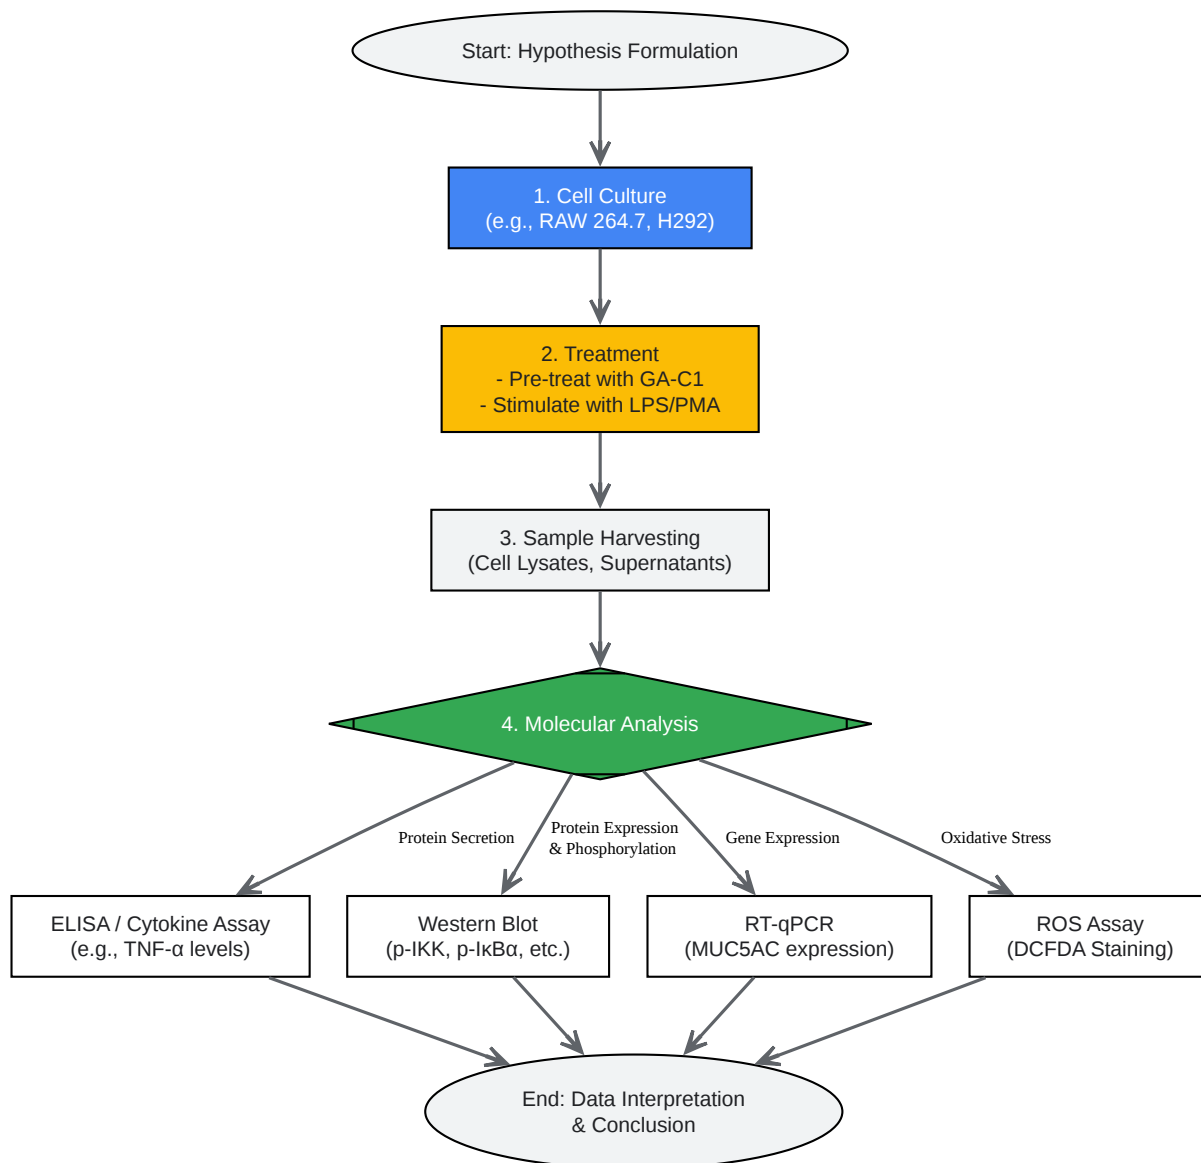 Start: Hypothesis Formulation
1. Cell Culture
(e.g., RAW 264.7, H292)
2. Treatment
- Pre-treat with GA-C1
- Stimulate with LPS/PMA
3. Sample Harvesting
(Cell Lysates, Supernatants)
4. Molecular Analysis
Protein Secretion
Protein Expression
& Phosphorylation
Gene Expression
Oxidative Stress
ELISA / Cytokine Assay
(e.g., TNF-α levels)
Western Blot
(p-IKK, p-IκBα, etc.)
RT-qPCR
(MUC5AC expression)
ROS Assay
(DCFDA Staining)
End: Data Interpretation
& Conclusion